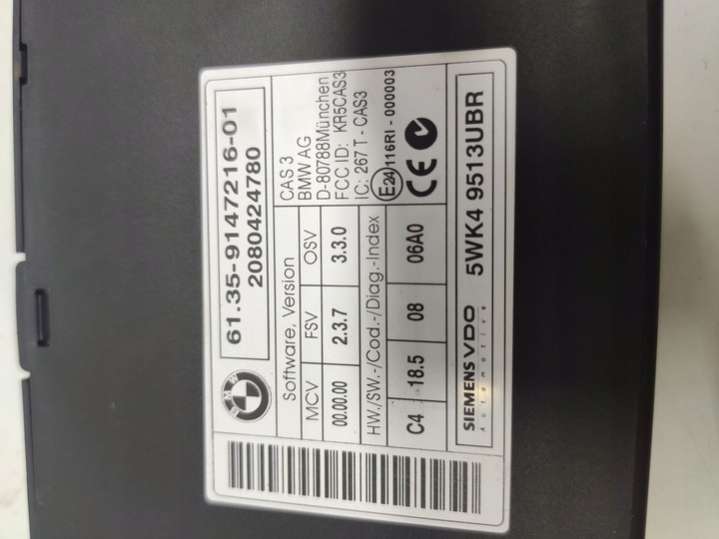 BMW
61.35-9147216-01
2080424780
Software, Version
MCV FSV OSV
00.00.00 2.3.7 3.3.0
HW./SW.-/Cod.-/Diag.-Index
C4 18.5 08 06A0
CAS 3
BMW AG
D-80788München
FCC ID: KR5CAS3
IC: 267 T - CAS3
E24 116RI - 000003
CE
SIEMENS VDO
Automotive
5WK4 9513UBR